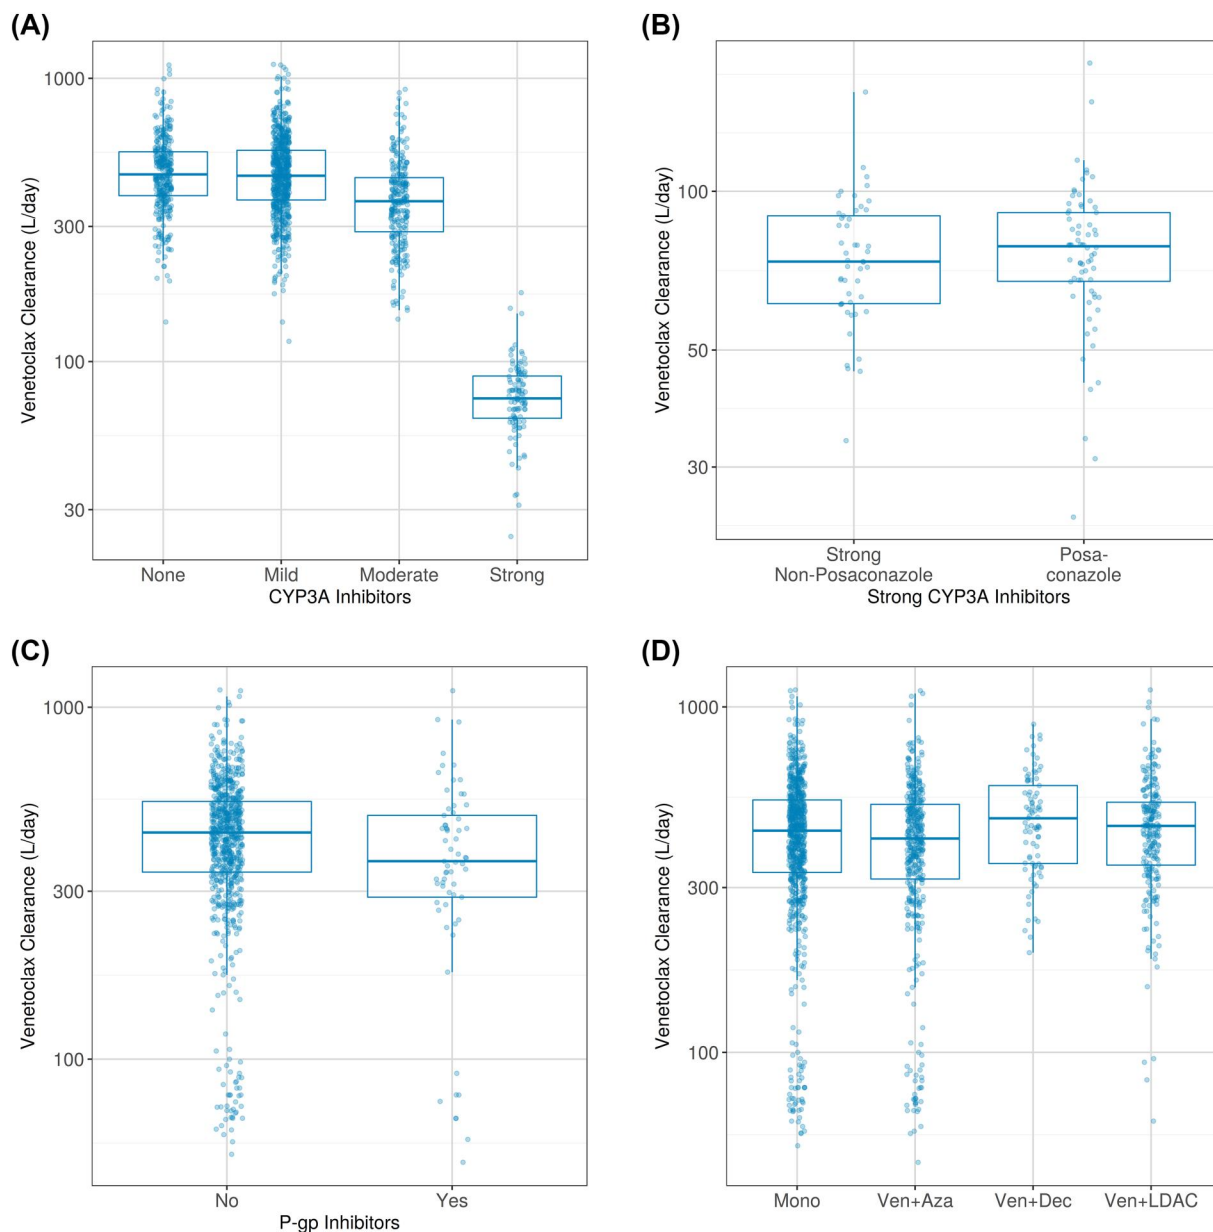 (A)
Venetoclax Clearance (L/day)
1000
300
100
30
None Mild Moderate Strong
CYP3A Inhibitors
(B)
Venetoclax Clearance (L/day)
100
50
30
Strong
Non-Posaconazole
Posa-
conazole
Strong CYP3A Inhibitors
(C)
Venetoclax Clearance (L/day)
1000
300
100
No Yes
P-gp Inhibitors
(D)
Venetoclax Clearance (L/day)
1000
300
100
Mono Ven+Aza Ven+Dec Ven+LDAC